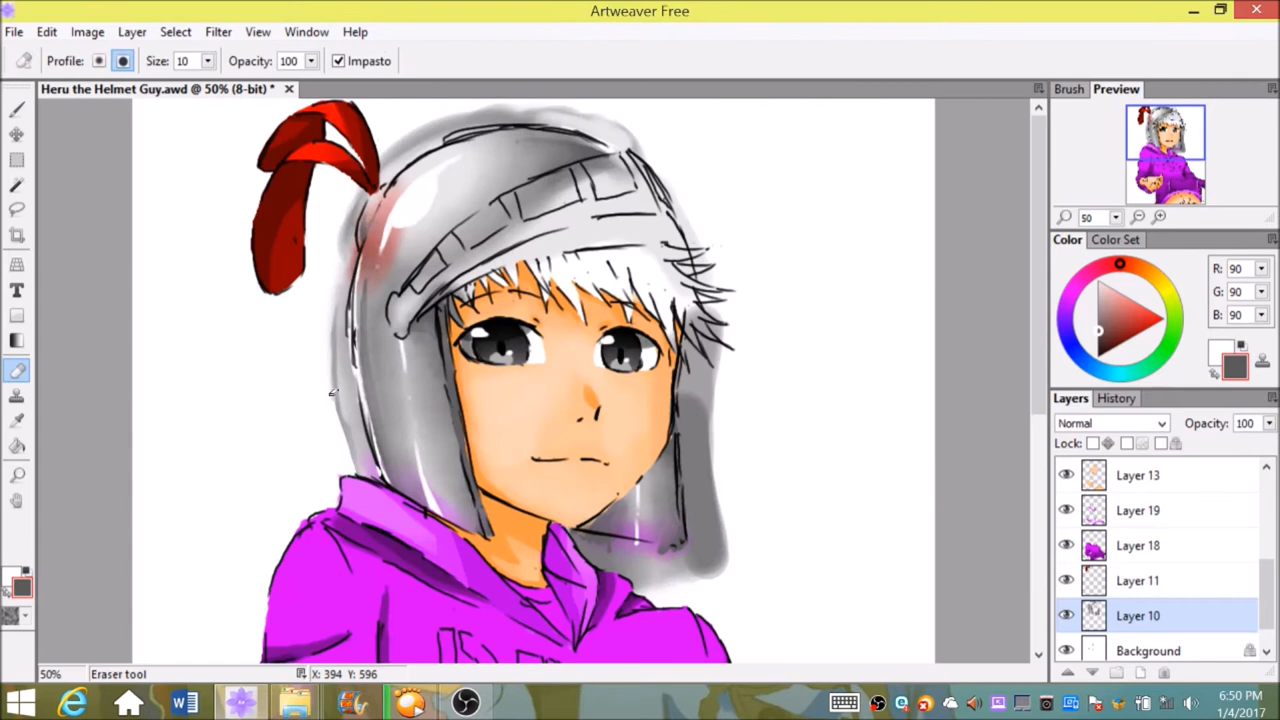 Artweaver Free
File Edit Image Layer Select Filter View Window Help
Profile: Size: 10 Opacity: 100 Impasto
Heru the Helmet Guy.awd @ 50% (8-bit) *
Brush Preview
50
Color Color Set
R: 90
G: 90
B: 90
Layers History
Normal Opacity: 100
Lock:
Layer 13
Layer 19
Layer 18
Layer 11
Layer 10
Background
50% Eraser tool X: 394 Y: 596
6:50 PM
1/4/2017